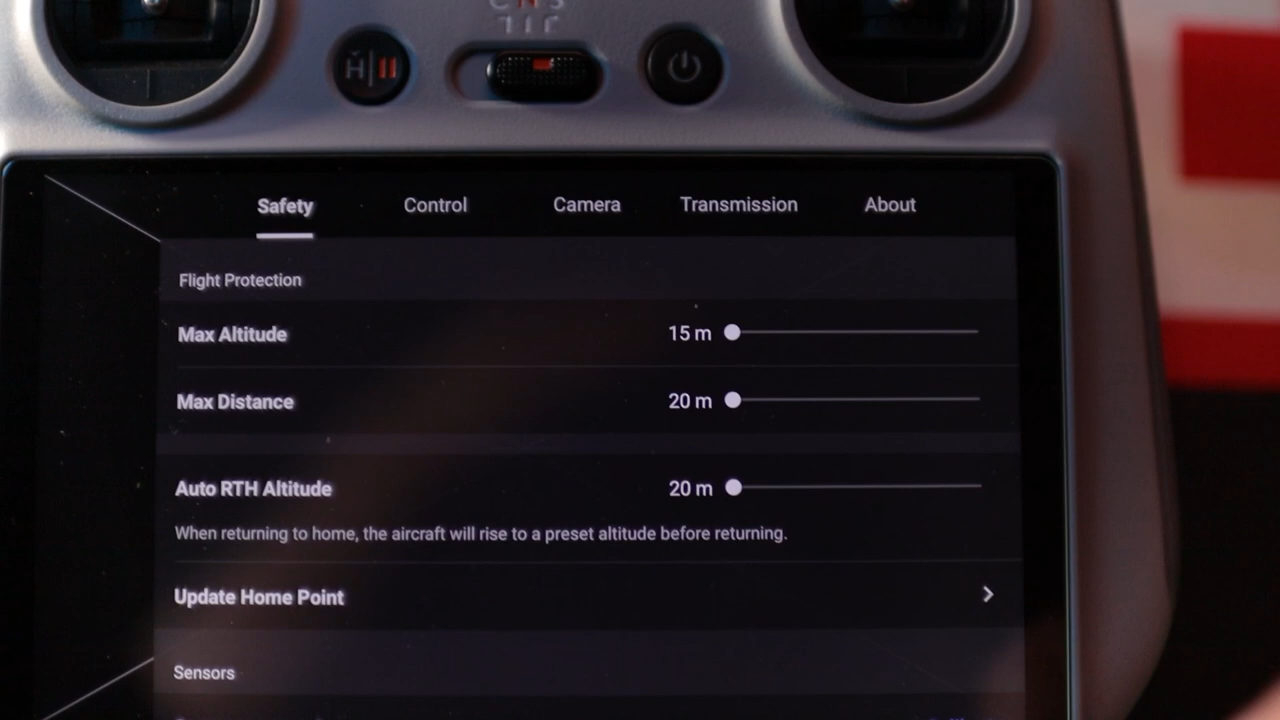 C N S
H
Safety Control Camera Transmission About
Flight Protection
Max Altitude 15 m
Max Distance 20 m
Auto RTH Altitude 20 m
When returning to home, the aircraft will rise to a preset altitude before returning.
Update Home Point
Sensors